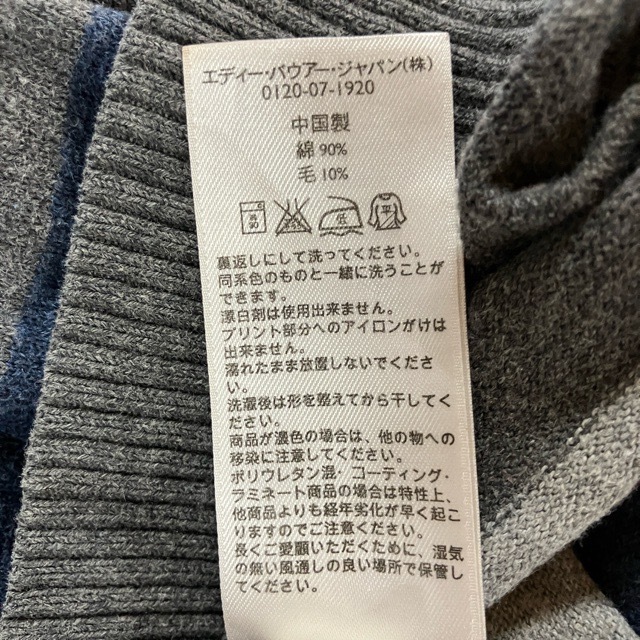 エディー・バウアー・ジャパン(株)
0120-07-1920
中国製
綿 90%
毛 10%
低
平
裏返しにして洗ってください。
同系色のものと一緒に洗うことが
できます。
漂白剤は使用出来ません。
プリント部分へのアイロンがけは
出来ません。
濡れたまま放置しないでくださ
い。
洗濯後は形を整えてから干してく
ださい。
商品が濃色の場合は、他の物への
移染に注意してください。
ポリウレタン混・コーティング・
ラミネート商品の場合は特性上、
他商品よりも経年劣化が早く起こ
りますのでご注意ください。
長くご愛願いただくために、湿気
の無い風通しの良い場所で保管し
てください。